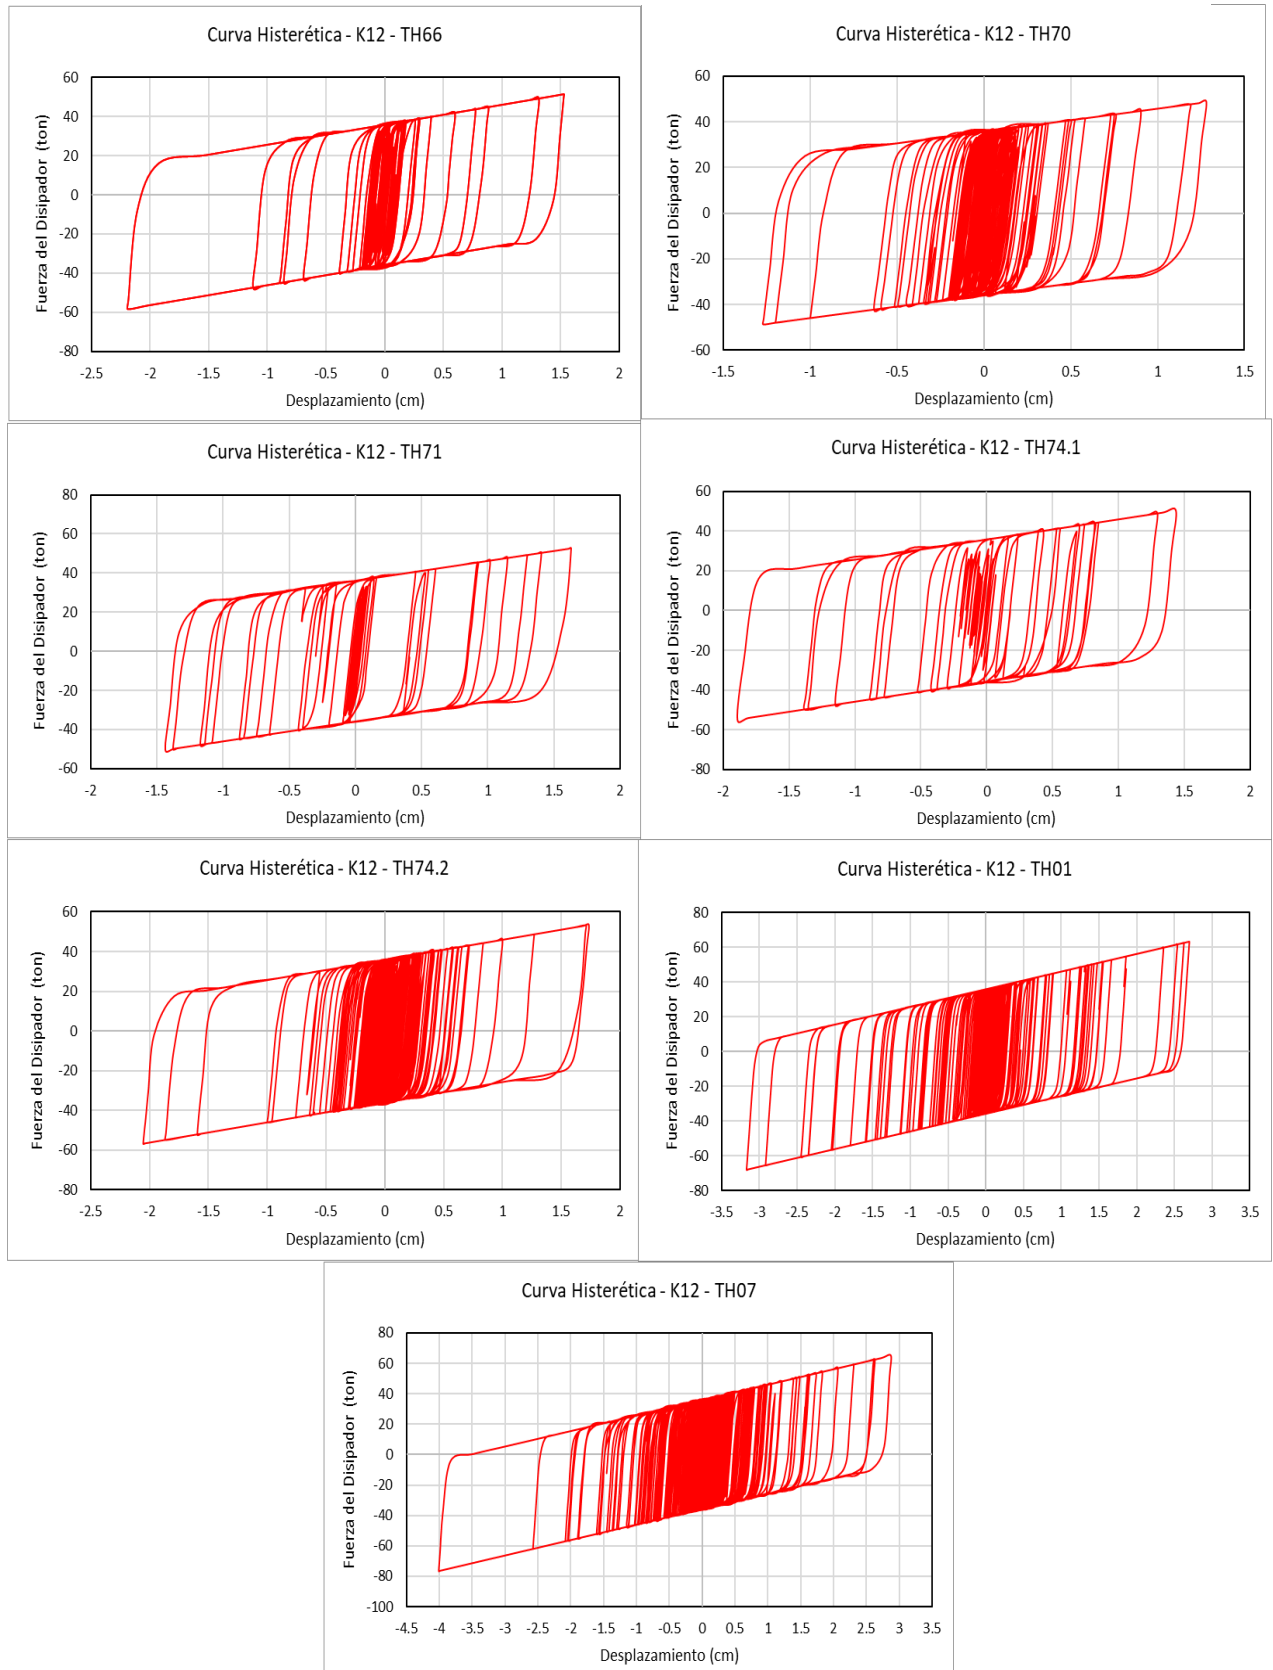 Curva Histerética - K12 - TH66
Fuerza del Disipador (ton)
60
40
20
0
-20
-40
-60
-80
-2.5 -2 -1.5 -1 -0.5 0 0.5 1 1.5 2
Desplazamiento (cm)
Curva Histerética - K12 - TH70
Fuerza del Disipador (ton)
60
40
20
0
-20
-40
-60
-1.5 -1 -0.5 0 0.5 1 1.5
Desplazamiento (cm)
Curva Histerética - K12 - TH71
Fuerza del Disipador (ton)
80
60
40
20
0
-20
-40
-60
-2 -1.5 -1 -0.5 0 0.5 1 1.5 2
Desplazamiento (cm)
Curva Histerética - K12 - TH74.1
Fuerza del Disipador (ton)
60
40
20
0
-20
-40
-60
-80
-2 -1.5 -1 -0.5 0 0.5 1 1.5 2
Desplazamiento (cm)
Curva Histerética - K12 - TH74.2
Fuerza del Disipador (ton)
60
40
20
0
-20
-40
-60
-80
-2.5 -2 -1.5 -1 -0.5 0 0.5 1 1.5 2
Desplazamiento (cm)
Curva Histerética - K12 - TH01
Fuerza del Disipador (ton)
80
60
40
20
0
-20
-40
-60
-80
-3.5 -3 -2.5 -2 -1.5 -1 -0.5 0 0.5 1 1.5 2 2.5 3 3.5
Desplazamiento (cm)
Curva Histerética - K12 - TH07
Fuerza del Disipador (ton)
80
60
40
20
0
-20
-40
-60
-80
-100
-4.5 -4 -3.5 -3 -2.5 -2 -1.5 -1 -0.5 0 0.5 1 1.5 2 2.5 3 3.5
Desplazamiento (cm)